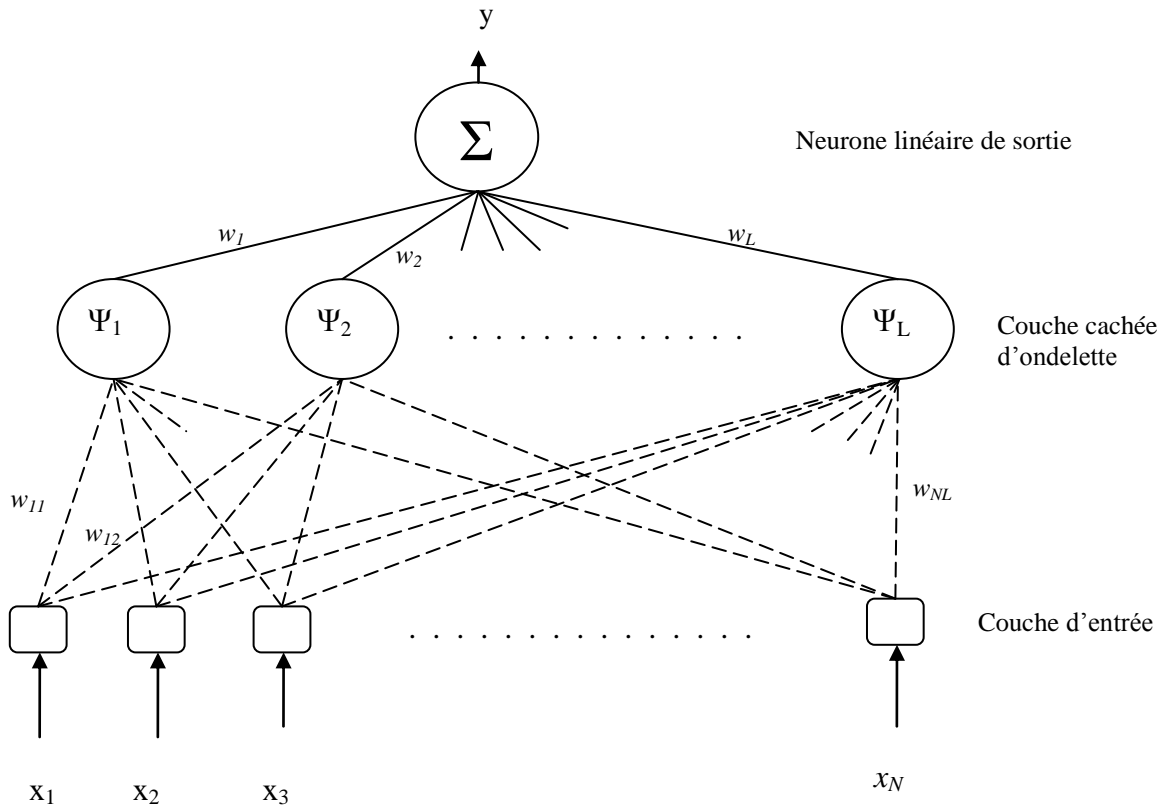 y
Σ
Neurone linéaire de sortie
w1
w2
wL
Ψ1
Ψ2
. . . . . . . . . . . . .
ΨL
Couche cachée
d’ondelette
w11
w12
wNL
. . . . . . . . . . . . . . .
Couche d’entrée
x1
x2
x3
xN